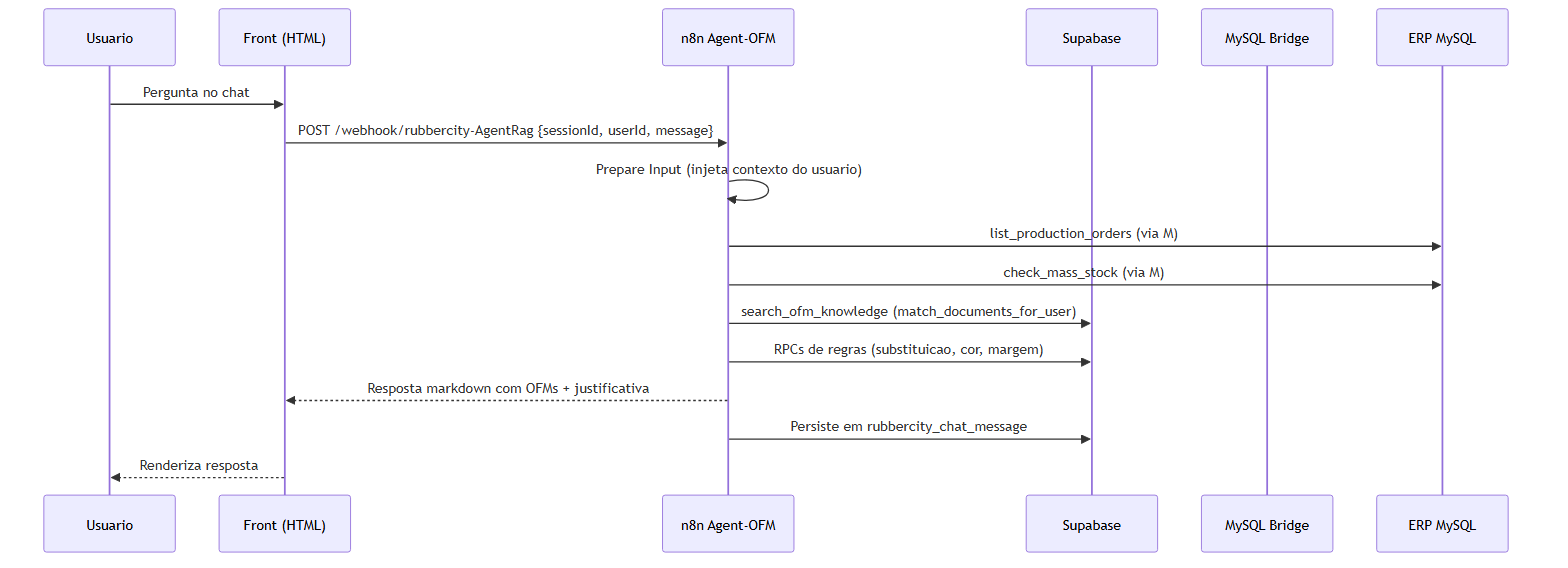 Usuario
Front (HTML)
n8n Agent-OFM
Supabase
MySQL Bridge
ERP MySQL
Pergunta no chat
POST /webhook/rubbercity-AgentRag {sessionId, userId, message}
Prepare Input (injeta contexto do usuario)
list_production_orders (via M)
check_mass_stock (via M)
search_ofm_knowledge (match_documents_for_user)
RPCs de regras (substituicao, cor, margem)
Resposta markdown com OFMs + justificativa
Persiste em rubbercity_chat_message
Renderiza resposta
Usuario
Front (HTML)
n8n Agent-OFM
Supabase
MySQL Bridge
ERP MySQL